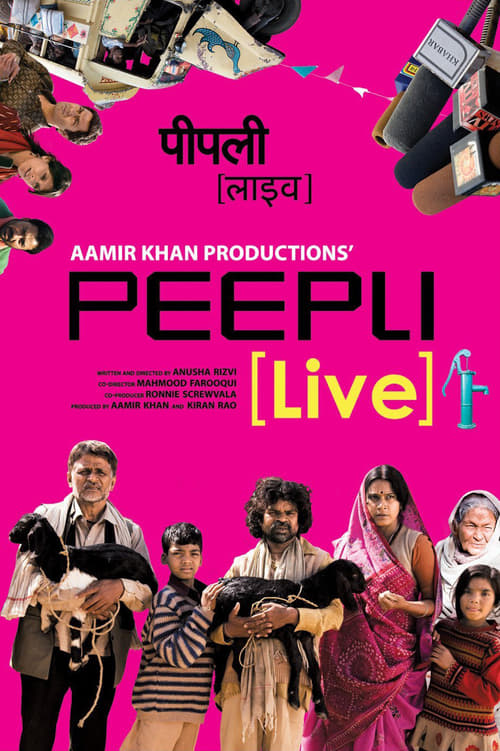 KHABAR
पीपली
[लाइव]
AAMIR KHAN PRODUCTIONS'
PEEPLI
[Live]
WRITTEN AND DIRECTED BY ANUSHA RIZVI
CO-DIRECTOR MAHMOOD FAROOQUI
CO-PRODUCER RONNIE SCREWVALA
PRODUCED BY AAMIR KHAN AND KIRAN RAO